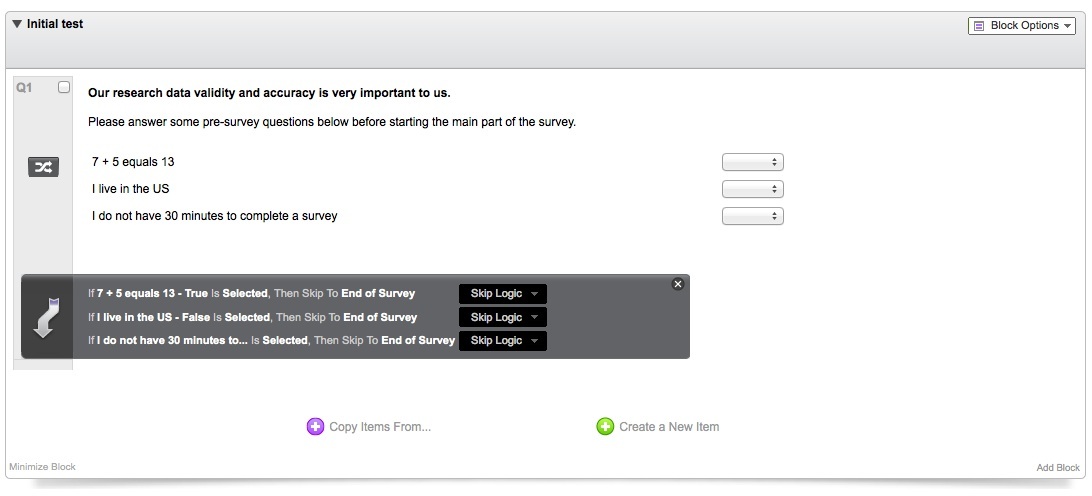 Initial test
Block Options
Q1
Our research data validity and accuracy is very important to us.
Please answer some pre-survey questions below before starting the main part of the survey.
7 + 5 equals 13
I live in the US
I do not have 30 minutes to complete a survey
If 7 + 5 equals 13 - True Is Selected, Then Skip To End of Survey Skip Logic
If I live in the US - False Is Selected, Then Skip To End of Survey Skip Logic
If I do not have 30 minutes to... Is Selected, Then Skip To End of Survey Skip Logic
Copy Items From... Create a New Item
Minimize Block Add Block